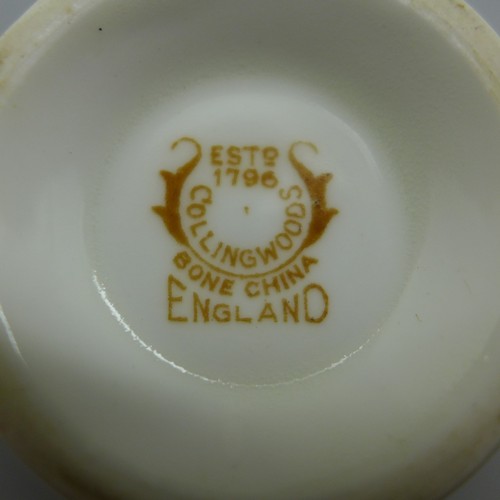 ESTD
1796
COLLINGWOODS
BONE CHINA
ENGLAND